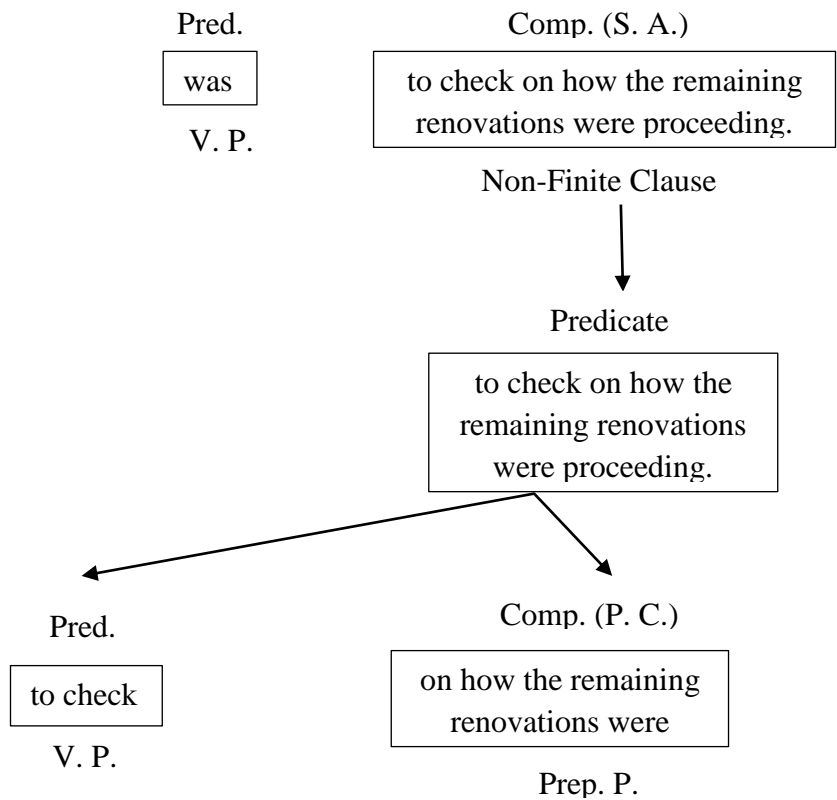 Pred.
Comp. (S. A.)
was
to check on how the remaining
renovations were proceeding.
V. P.
Non-Finite Clause
Predicate
to check on how the
remaining renovations
were proceeding.
Pred.
Comp. (P. C.)
to check
on how the remaining
renovations were
V. P.
Prep. P.